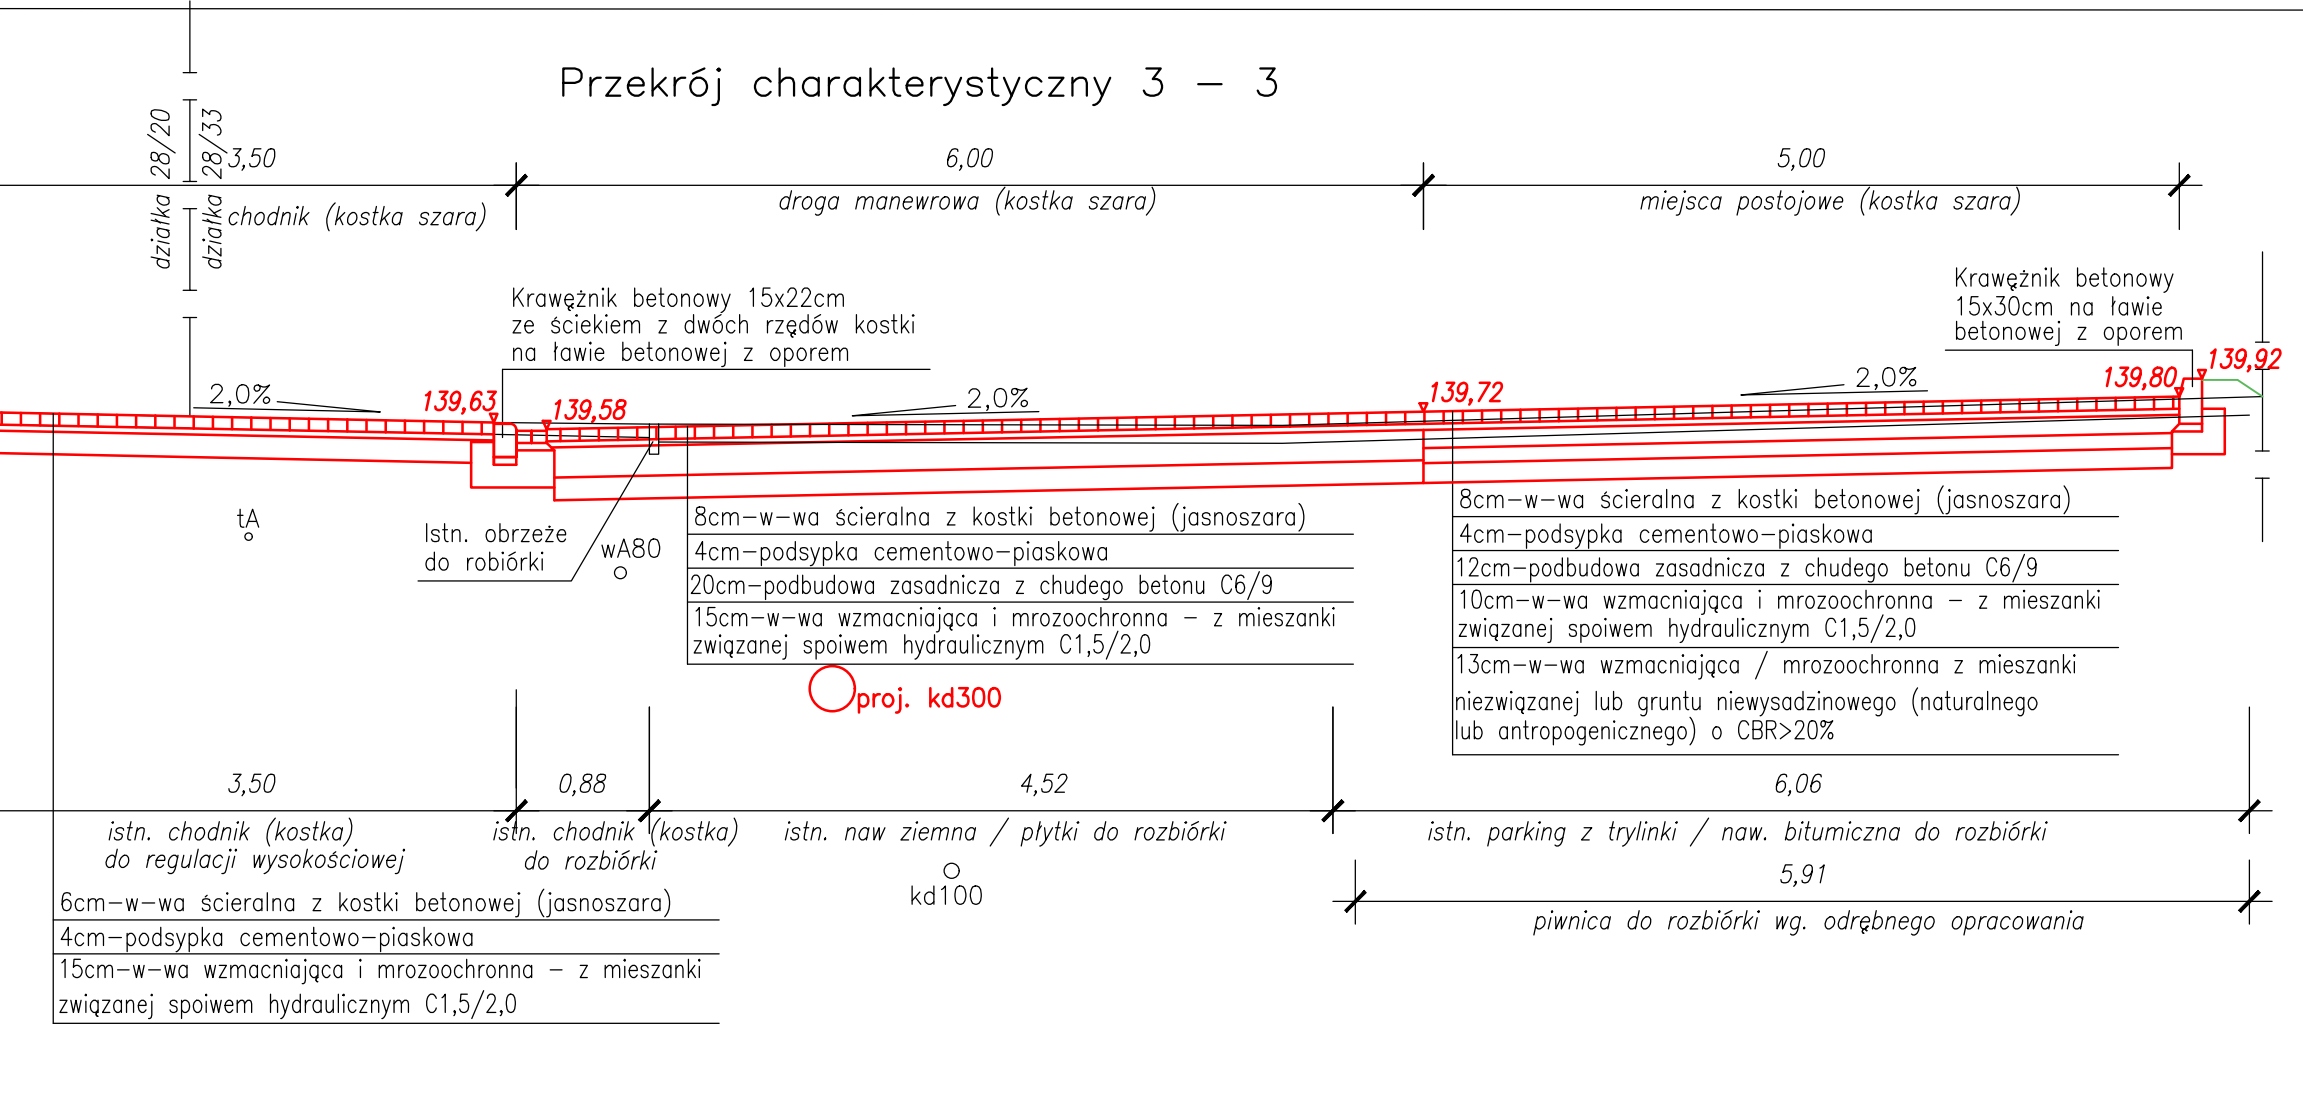 Przekrój charakterystyczny 3 – 3
działka 28/20
działka 28/33
3,50
6,00
5,00
chodnik (kostka szara)
droga manewrowa (kostka szara)
miejsca postojowe (kostka szara)
Krawężnik betonowy 15x22cm
ze ściekiem z dwóch rzędów kostki
na ławie betonowej z oporem
Krawężnik betonowy
15x30cm na ławie
betonowej z oporem
2,0%
139,63
139,58
2,0%
139,72
2,0%
139,80
139,92
tA
Istn. obrzeże
do robiórki
wA80
8cm-w-wa ścieralna z kostki betonowej (jasnoszara)
4cm-podsypka cementowo-piaskowa
20cm-podbudowa zasadnicza z chudego betonu C6/9
15cm-w-wa wzmacniająca i mrozoochronna – z mieszanki
związanej spoiwem hydraulicznym C1,5/2,0
8cm-w-wa ścieralna z kostki betonowej (jasnoszara)
4cm-podsypka cementowo-piaskowa
12cm-podbudowa zasadnicza z chudego betonu C6/9
10cm-w-wa wzmacniająca i mrozoochronna – z mieszanki
związanej spoiwem hydraulicznym C1,5/2,0
13cm-w-wa wzmacniająca / mrozoochronna z mieszanki
niezwiązanej lub gruntu niewysadzinowego (naturalnego
lub antropogenicznego) o CBR>20%
proj. kd300
3,50
0,88
4,52
6,06
istn. chodnik (kostka)
do regulacji wysokościowej
istn. chodnik (kostka)
do rozbiórki
istn. naw ziemna / płytki do rozbiórki
istn. parking z trylinki / naw. bitumiczna do rozbiórki
kd100
5,91
piwnica do rozbiórki wg. odrębnego opracowania
6cm-w-wa ścieralna z kostki betonowej (jasnoszara)
4cm-podsypka cementowo-piaskowa
15cm-w-wa wzmacniająca i mrozoochronna – z mieszanki
związanej spoiwem hydraulicznym C1,5/2,0